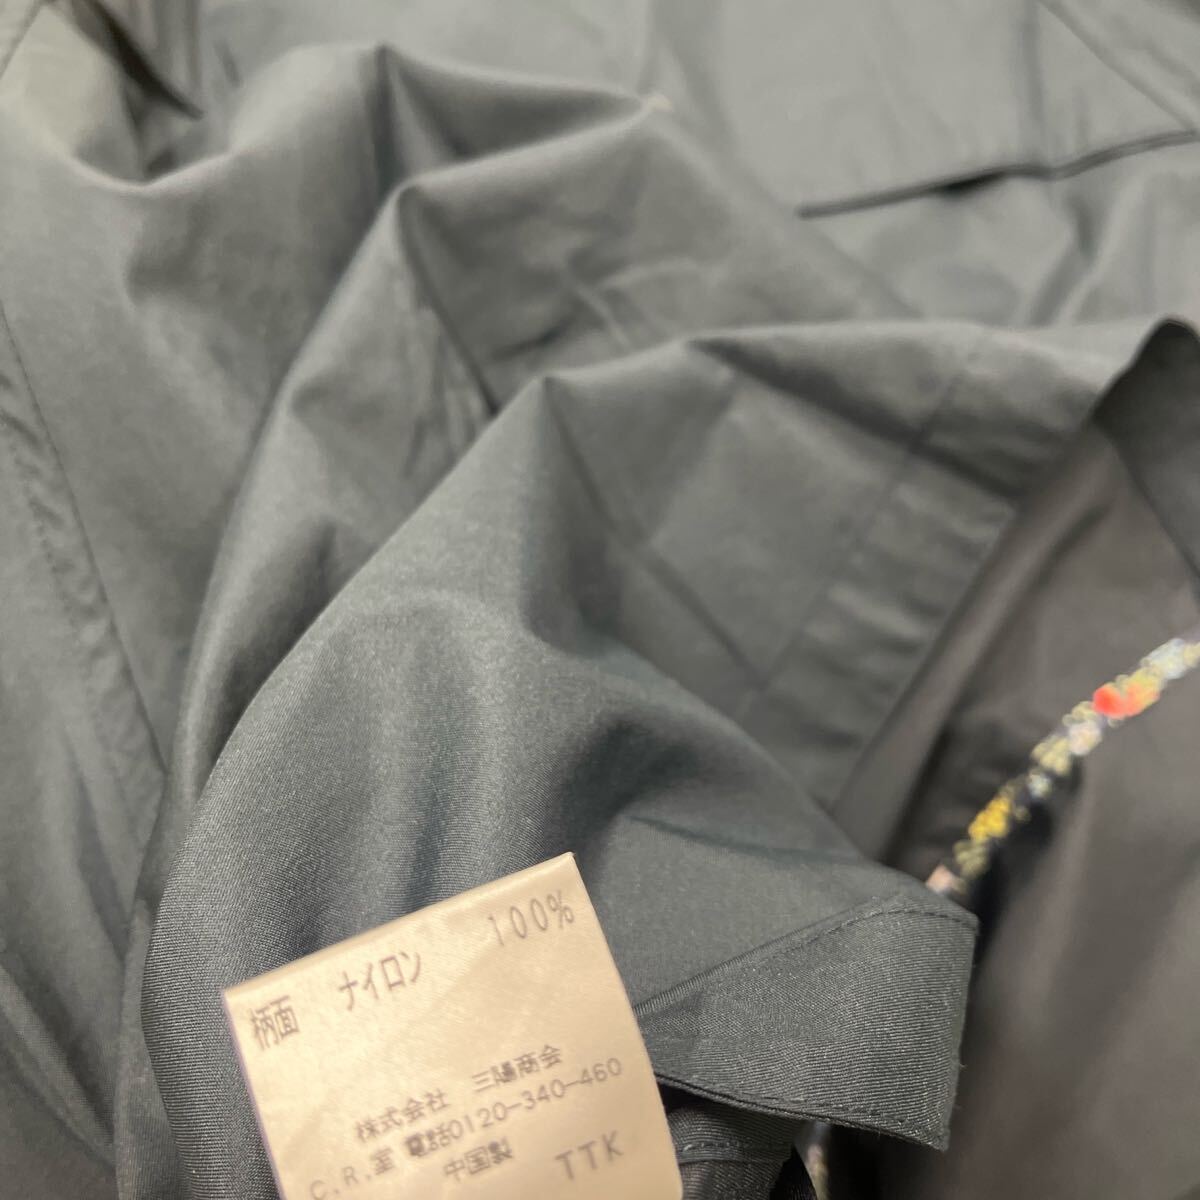 柄面 ナイロン 100%
株式会社 三陽商会
C.R.室 電話0120-340-460
中国製 TTK